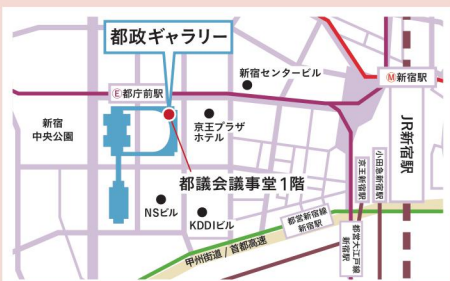 都政ギャラリー
新宿センタービル
Ⓜ新宿駅
Ⓔ都庁前駅
新宿
中央公園
京王プラザ
ホテル
JR新宿駅
都議会議事堂1階
小田急新宿駅
京王新宿駅
NSビル
KDDIビル
都営新宿線
新宿駅
都営大江戸線
新宿駅
甲州街道 / 首都高速